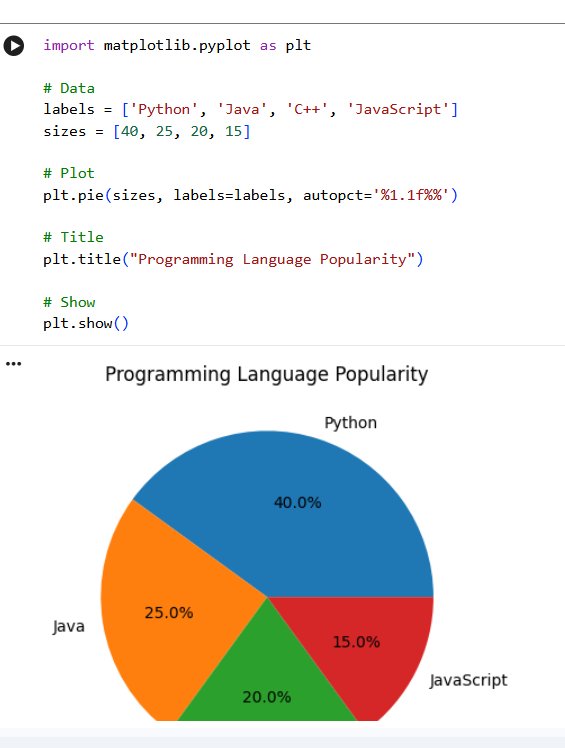 import matplotlib.pyplot as plt
# Data
labels = ['Python', 'Java', 'C++', 'JavaScript']
sizes = [40, 25, 20, 15]
# Plot
plt.pie(sizes, labels=labels, autopct='%1.1f%%')
# Title
plt.title("Programming Language Popularity")
# Show
plt.show()
Programming Language Popularity
Python
40.0%
25.0%
Java
15.0%
JavaScript
20.0%